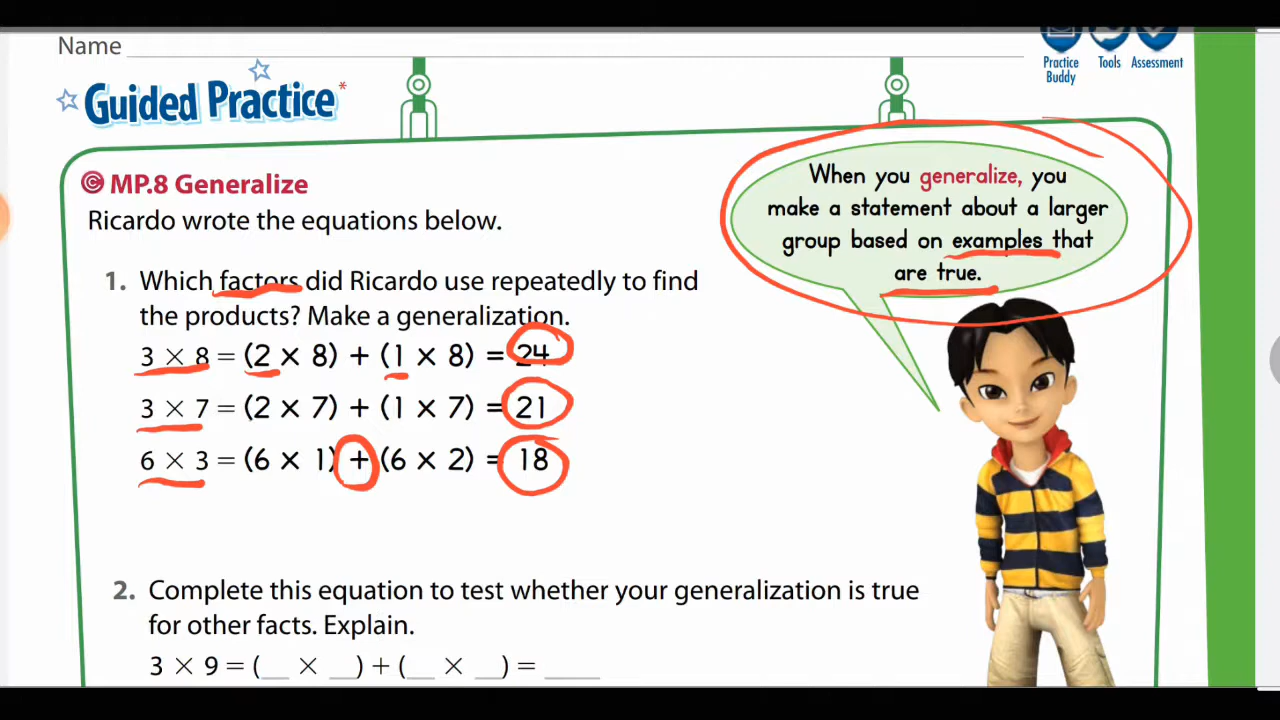 Name
Practice Buddy
Tools
Assessment
Guided Practice*
MP.8 Generalize
Ricardo wrote the equations below.
When you generalize, you
make a statement about a larger
group based on examples that
are true.
1. Which factors did Ricardo use repeatedly to find
the products? Make a generalization.
3 × 8 = (2 × 8) + (1 × 8) = 24
3 × 7 = (2 × 7) + (1 × 7) = 21
6 × 3 = (6 × 1) + (6 × 2) = 18
2. Complete this equation to test whether your generalization is true
for other facts. Explain.
3 × 9 = (__ × __) + (__ × __) = ____